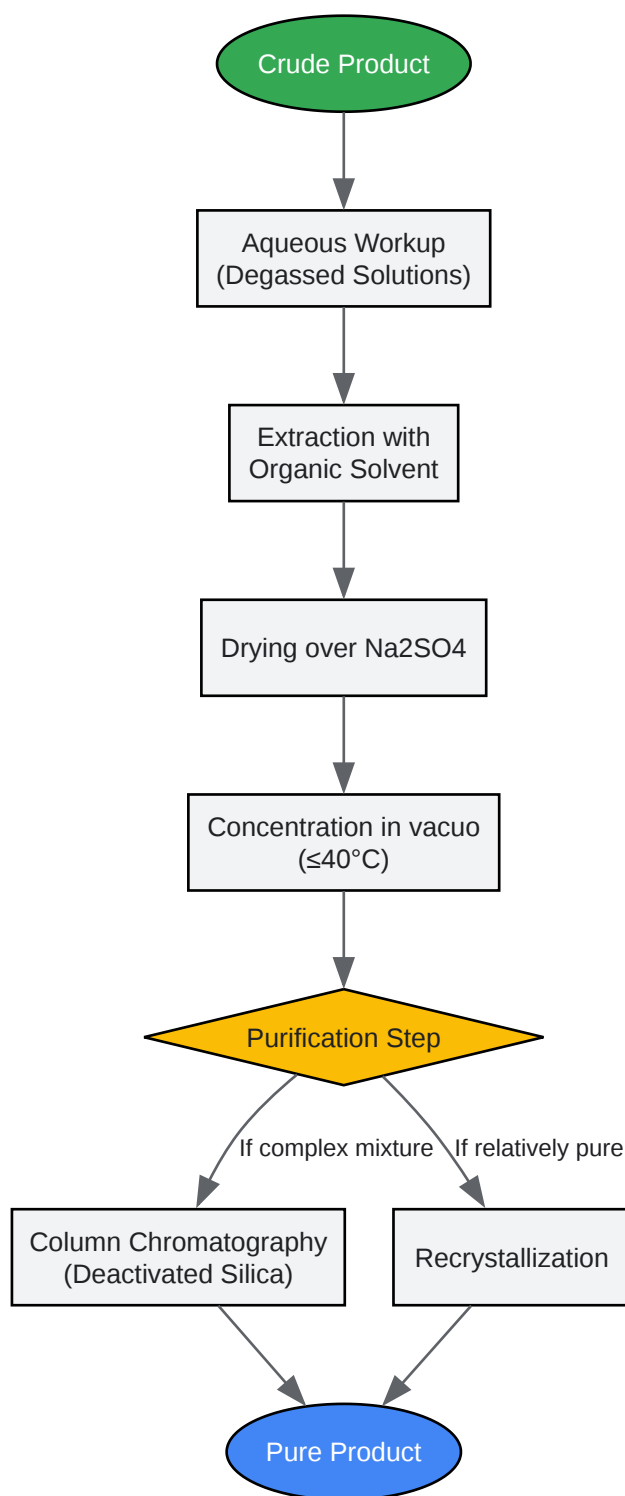 Crude Product
Aqueous Workup
(Degassed Solutions)
Extraction with
Organic Solvent
Drying over Na2SO4
Concentration in vacuo
(≤40°C)
Purification Step
If complex mixture
If relatively pure
Column Chromatography
(Deactivated Silica)
Recrystallization
Pure Product